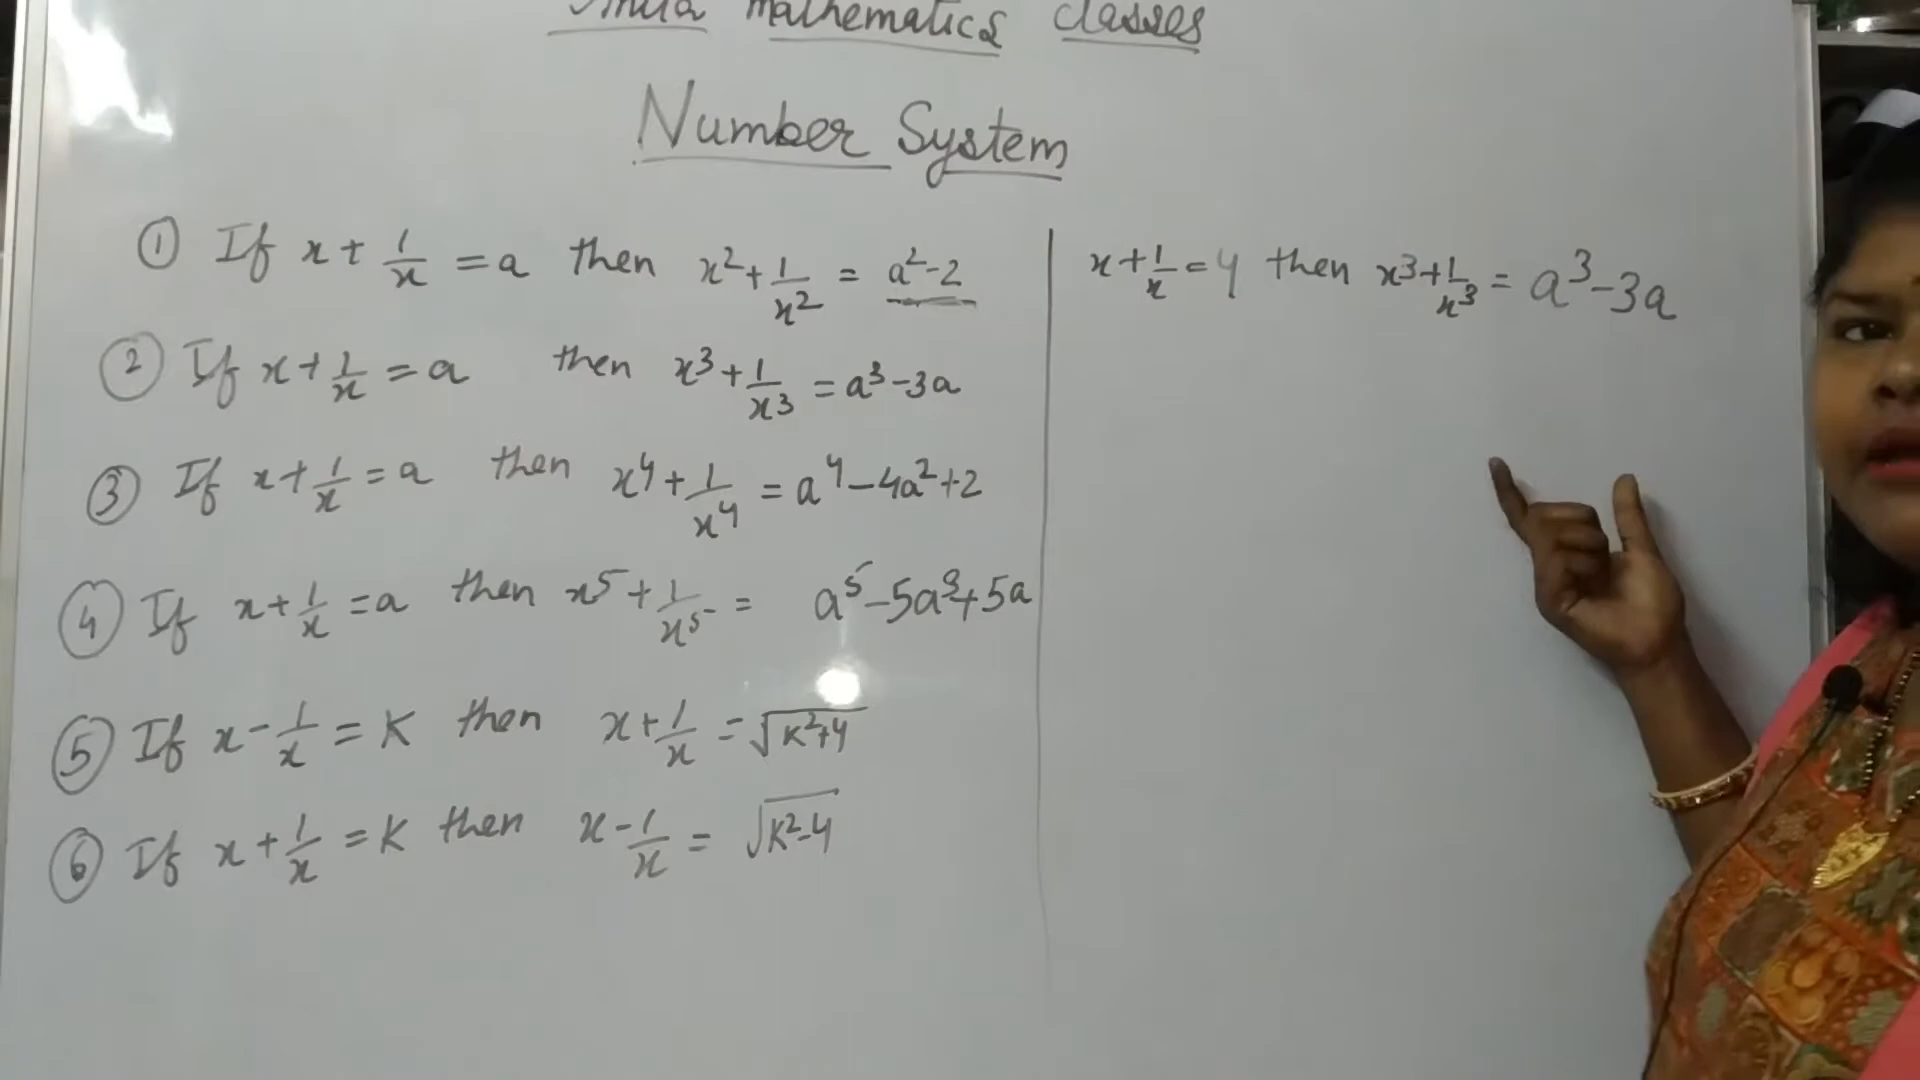 Mathematics Classes
Number System
① If x + 1/x = a then x² + 1/x² = a² - 2
② If x + 1/x = a then x³ + 1/x³ = a³ - 3a
③ If x + 1/x = a then x⁴ + 1/x⁴ = a⁴ - 4a² + 2
④ If x + 1/x = a then x⁵ + 1/x⁵ = a⁵ - 5a³ + 5a
⑤ If x - 1/x = K then x + 1/x = √(K² + 4)
⑥ If x + 1/x = K then x - 1/x = √(K² - 4)
x + 1/x = 4 then x³ + 1/x³ = a³ - 3a